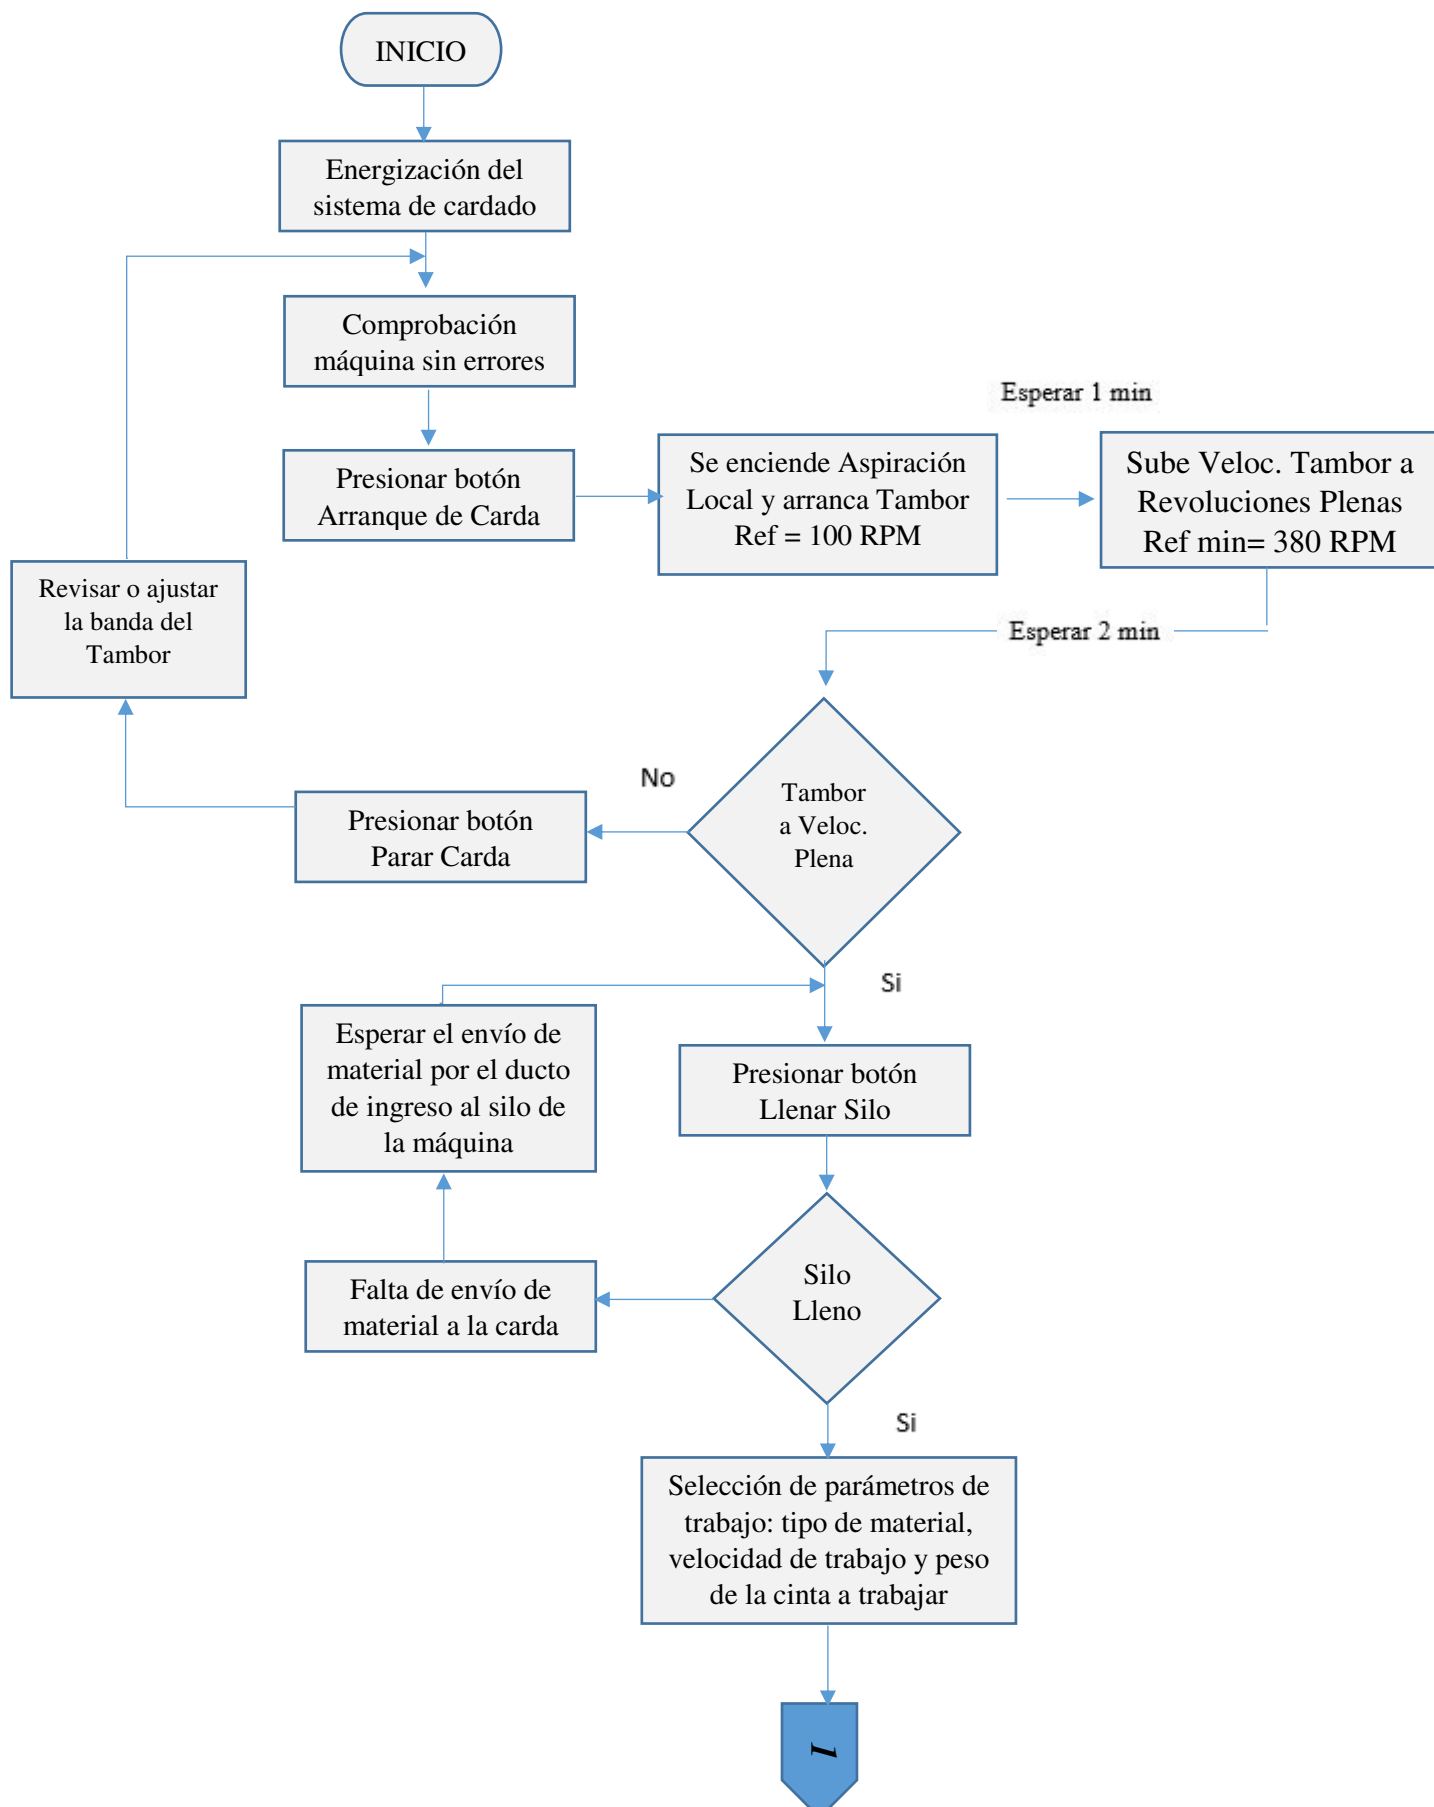 INICIO
Energización del
sistema de cardado
Comprobación
máquina sin errores
Presionar botón
Arranque de Carda
Se enciende Aspiración
Local y arranca Tambor
Ref = 100 RPM
Esperar 1 min
Sube Veloc. Tambor a
Revoluciones Plenas
Ref min= 380 RPM
Esperar 2 min
Tambor
a Veloc.
Plena
No
Presionar botón
Parar Carda
Revisar o ajustar
la banda del
Tambor
Si
Presionar botón
Llenar Silo
Silo
Lleno
Falta de envío de
material a la carda
Esperar el envío de
material por el ducto
de ingreso al silo de
la máquina
Si
Selección de parámetros de
trabajo: tipo de material,
velocidad de trabajo y peso
de la cinta a trabajar
1